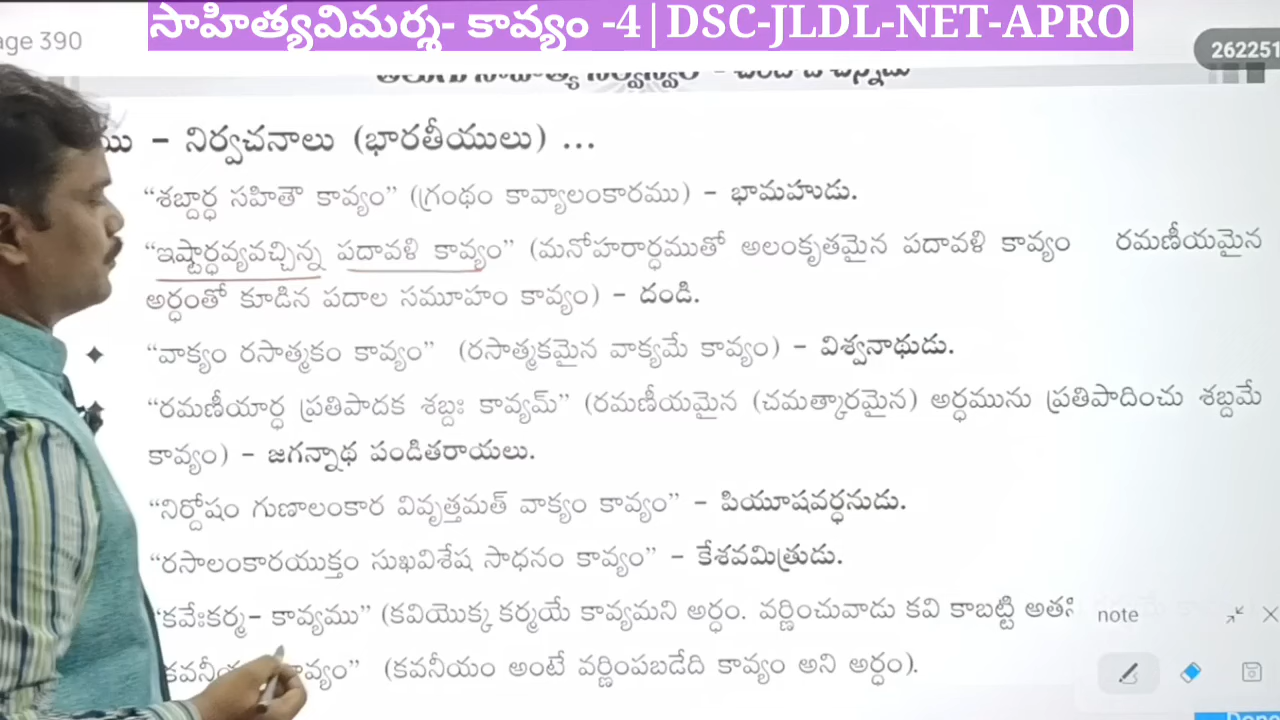 సాహిత్యవిమర్శ- కావ్యం -4|DSC-JLDL-NET-APRO
age 390
262251
ము – నిర్వచనాలు (భారతీయులు) ...
“శబ్దార్ధ సహితౌ కావ్యం” (గ్రంథం కావ్యాలంకారము) – భామహుడు.
“ఇష్టార్ధవ్యవచ్ఛిన్న పదావళి కావ్యం” (మనోహరార్ధముతో అలంకృతమైన పదావళి కావ్యం రమణీయమైన
అర్ధంతో కూడిన పదాల సమూహం కావ్యం) – దండి.
“వాక్యం రసాత్మకం కావ్యం” (రసాత్మకమైన వాక్యమే కావ్యం) – విశ్వనాథుడు.
“రమణీయార్ధ ప్రతిపాదక శబ్దః కావ్యమ్” (రమణీయమైన (చమత్కారమైన) అర్ధమును ప్రతిపాదించు శబ్దమే
కావ్యం) – జగన్నాథ పండితరాయలు.
“నిర్దోషం గుణాలంకార వివృత్తమత్ వాక్యం కావ్యం” – పియూషవర్ధనుడు.
“రసాలంకారయుక్తం సుఖవిశేష సాధనం కావ్యం” – కేశవమిత్రుడు.
“కవేఃకర్మ– కావ్యము” (కవియొక్క కర్మయే కావ్యమని అర్ధం. వర్ణించువాడు కవి కాబట్టి
(కవనీయం అంటే వర్ణింపబడేది కావ్యం అని అర్ధం).
note